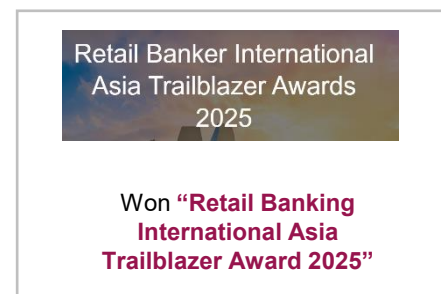 Retail Banker International
Asia Trailblazer Awards
2025
Won “Retail Banking
International Asia
Trailblazer Award 2025”